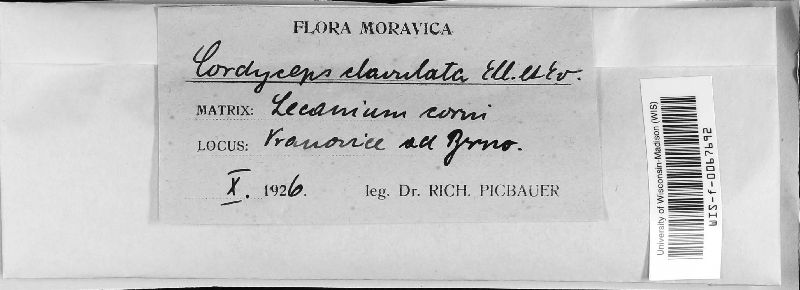 FLORA MORAVICA
Cordyceps clavulata Ell. et Ev.
MATRIX: Lecanium corni
LOCUS: Vranovice ad Brno.
X. 1926. leg. Dr. RICH. PICBAUER
University of Wisconsin-Madison (WIS)
WIS-f-0067692